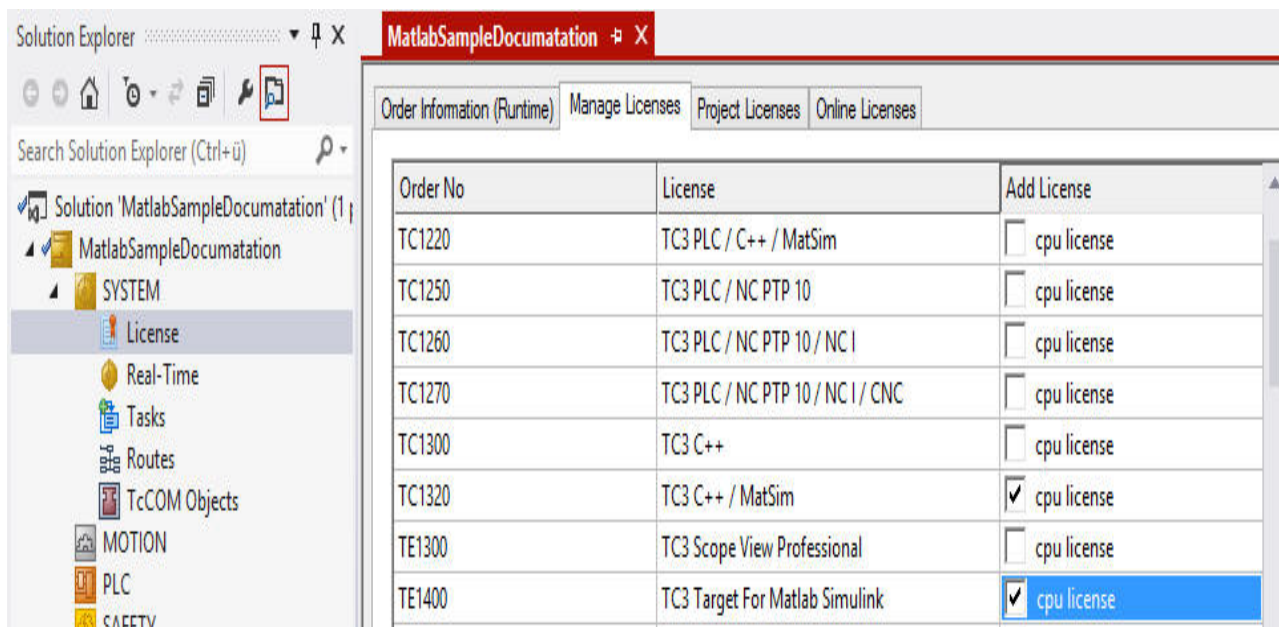 Solution Explorer
Search Solution Explorer (Ctrl+ü)
Solution 'MatlabSampleDocumatation' (1
MatlabSampleDocumatation
SYSTEM
License
Real-Time
Tasks
Routes
TcCOM Objects
MOTION
PLC
SAFETY
MatlabSampleDocumatation
Order Information (Runtime) Manage Licenses Project Licenses Online Licenses
Order No License Add License
TC1220 TC3 PLC / C++ / MatSim cpu license
TC1250 TC3 PLC / NC PTP 10 cpu license
TC1260 TC3 PLC / NC PTP 10 / NC I cpu license
TC1270 TC3 PLC / NC PTP 10 / NC I / CNC cpu license
TC1300 TC3 C++ cpu license
TC1320 TC3 C++ / MatSim cpu license
TE1300 TC3 Scope View Professional cpu license
TE1400 TC3 Target For Matlab Simulink cpu license